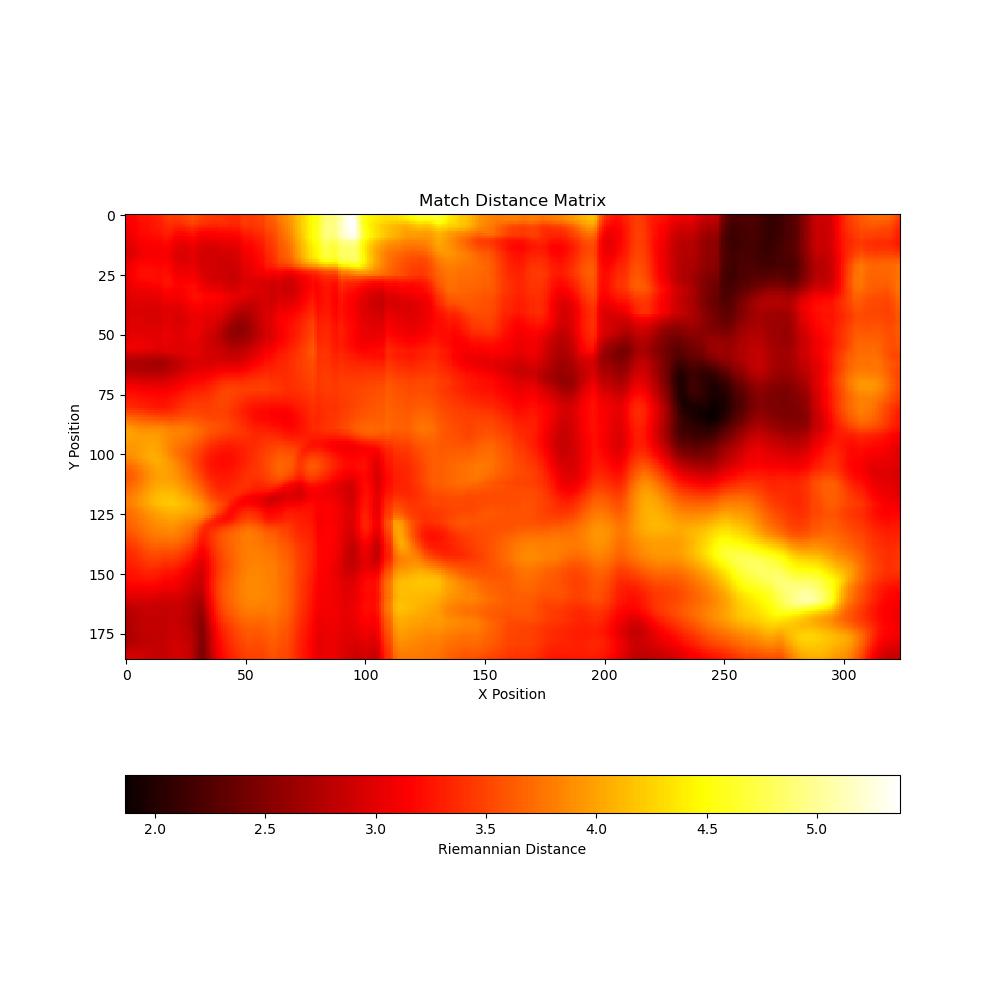 Match Distance Matrix
0
25
50
75
100
125
150
175
Y Position
0 50 100 150 200 250 300
X Position
2.0 2.5 3.0 3.5 4.0 4.5 5.0
Riemannian Distance